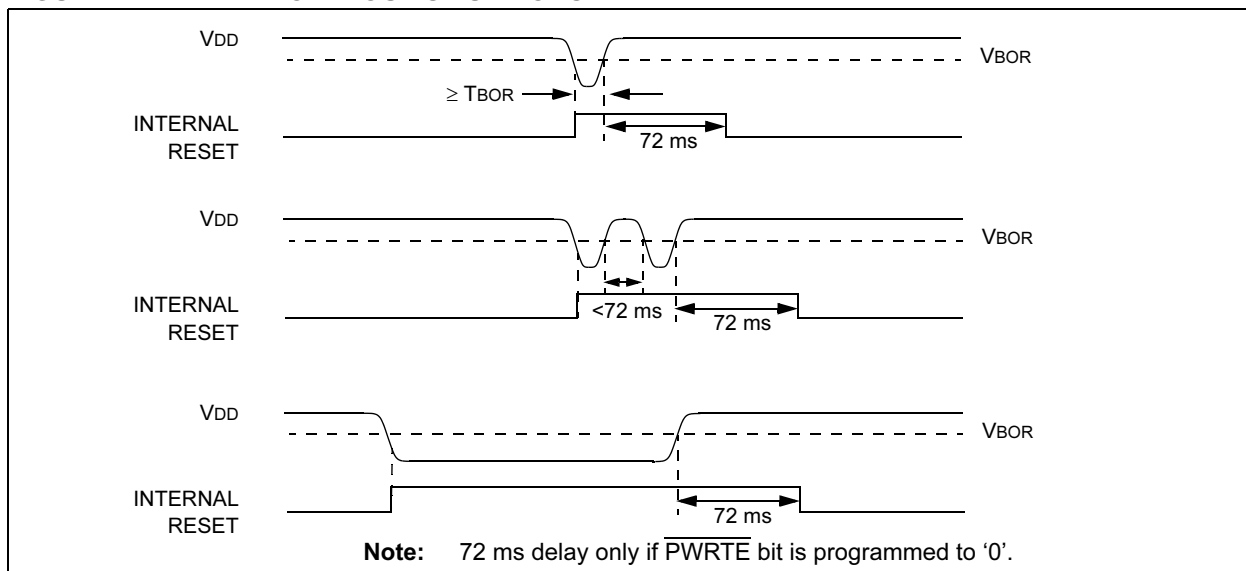 VDD
VBOR
≥ TBOR
INTERNAL
RESET
72 ms
VDD
VBOR
INTERNAL
RESET
<72 ms
72 ms
VDD
VBOR
INTERNAL
RESET
72 ms
Note: 72 ms delay only if PWRTE bit is programmed to ‘0’.